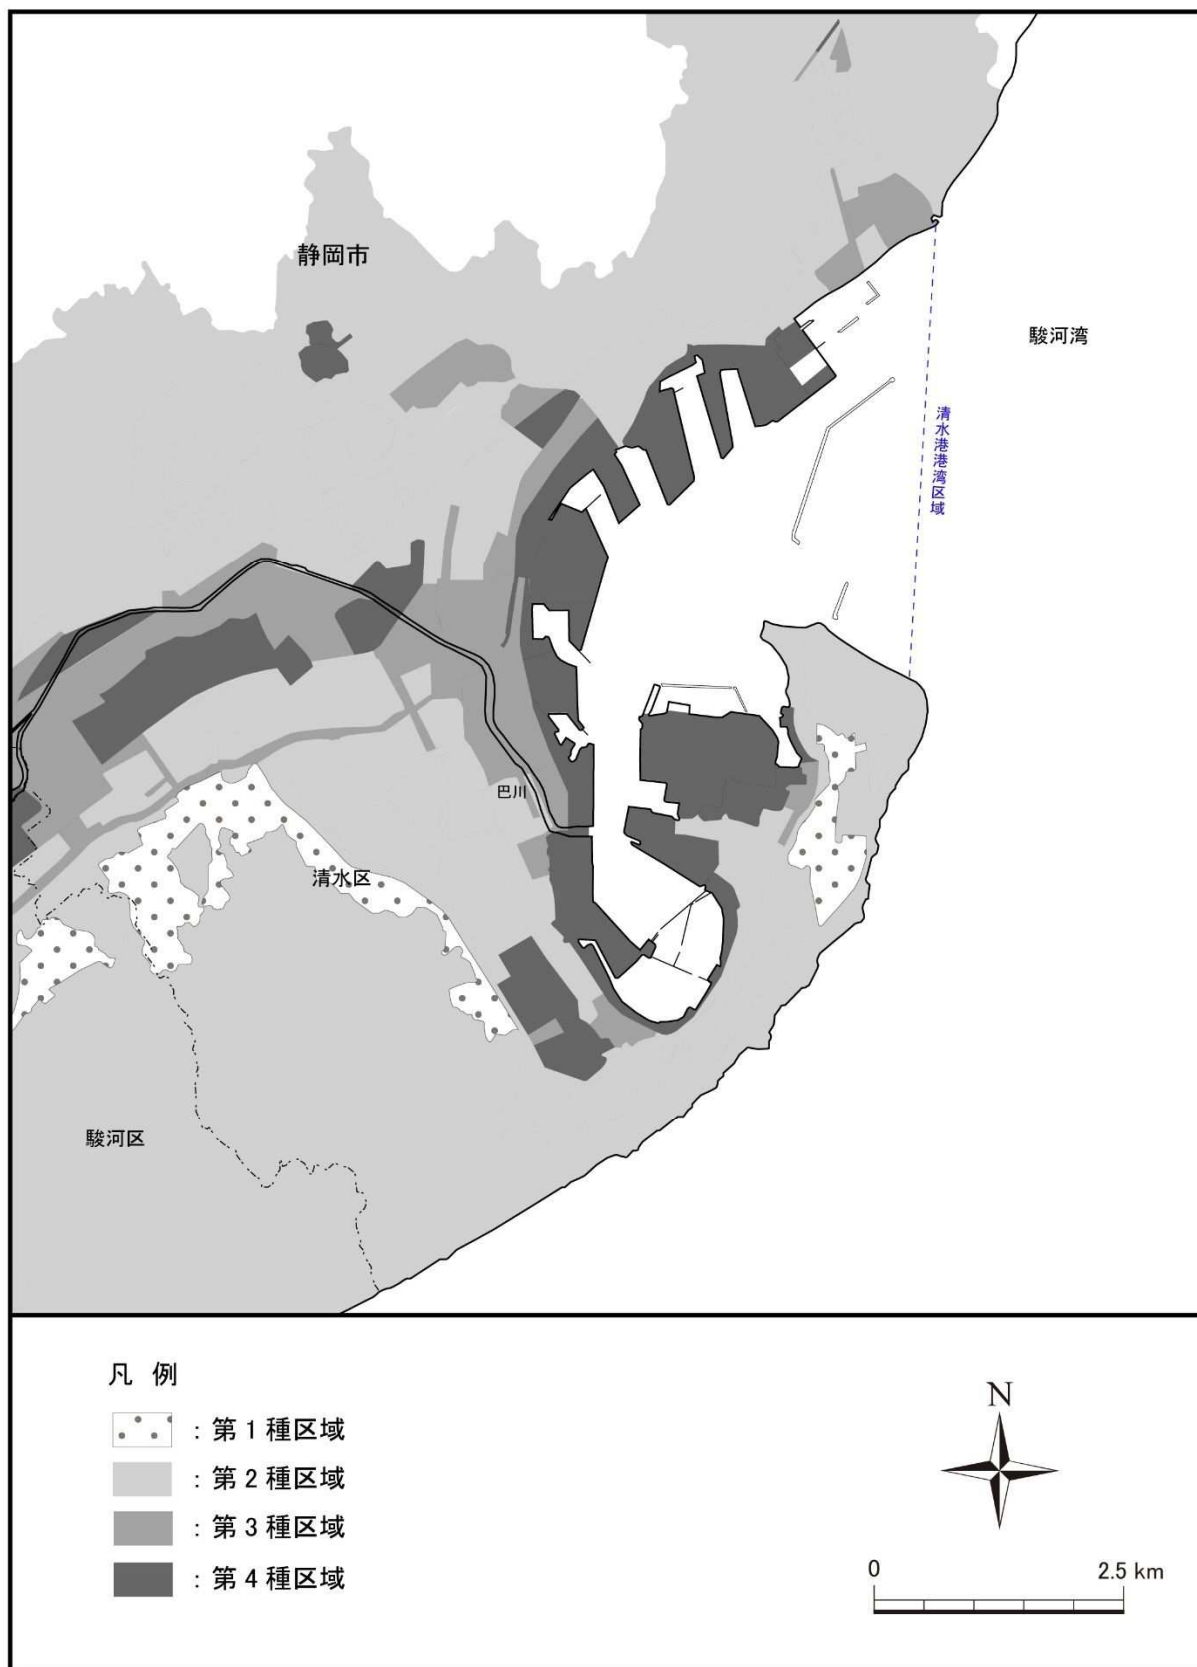 静岡市
駿河湾
清水港港湾区域
巴川
清水区
駿河区
凡 例
：第1種区域
：第2種区域
：第3種区域
：第4種区域
N
0 2.5 km